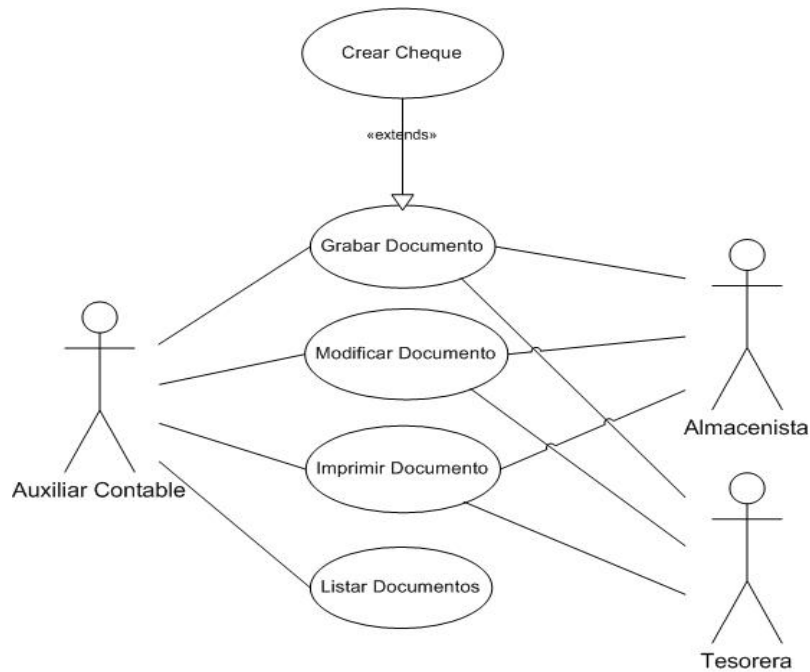 Crear Cheque
«extends»
Grabar Documento
Modificar Documento
Almacenista
Imprimir Documento
Auxiliar Contable
Listar Documentos
Tesorera